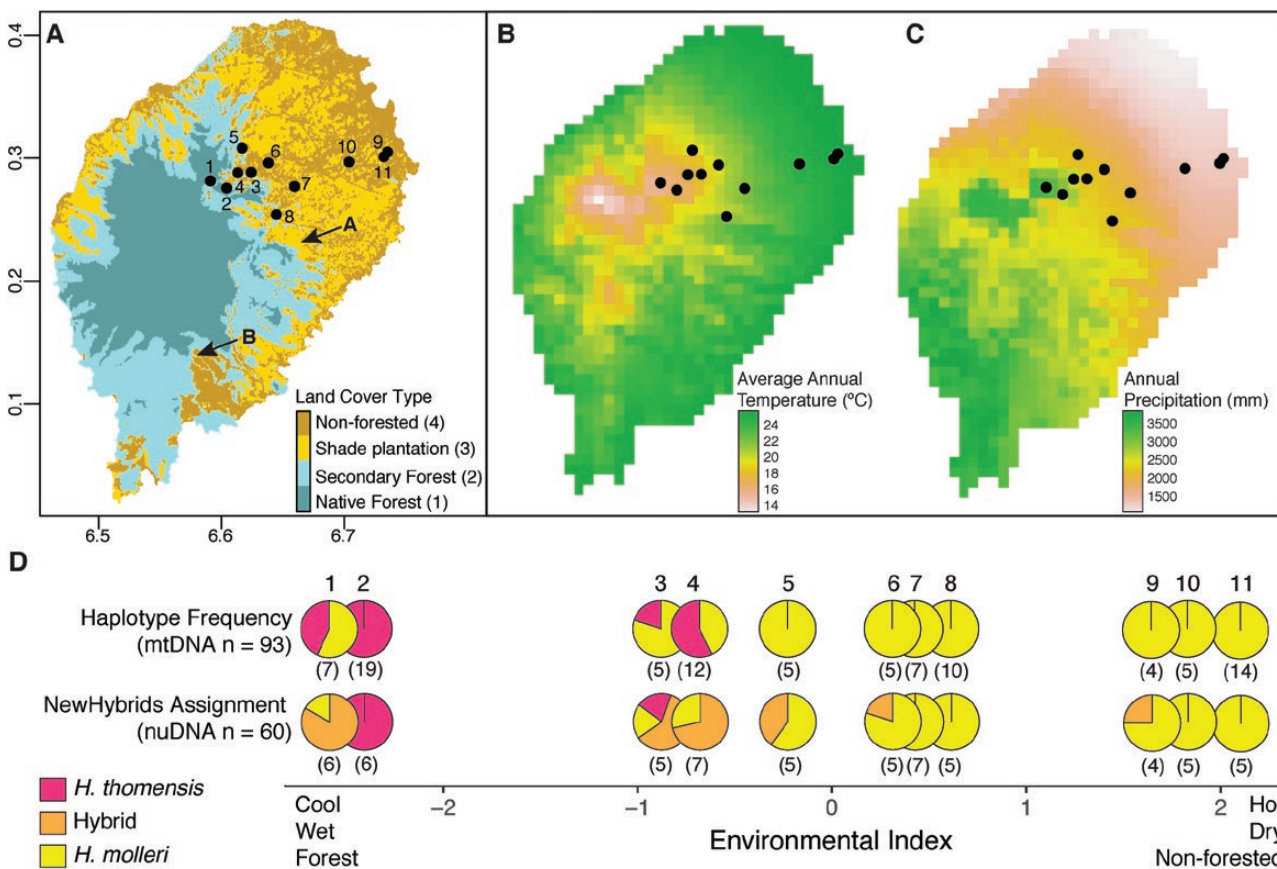 A
B
C
0.4
0.3
0.2
0.1
6.5
6.6
6.7
1
2
3
4
5
6
7
8
9
10
11
A
B
Land Cover Type
Non-forested (4)
Shade plantation (3)
Secondary Forest (2)
Native Forest (1)
Average Annual
Temperature (ºC)
24
22
20
18
16
14
Annual
Precipitation (mm)
3500
3000
2500
2000
1500
D
1 2 3 4 5 6 7 8 9 10 11
Haplotype Frequency
(mtDNA n = 93)
(7) (19) (5) (12) (5) (5) (7) (10) (4) (5) (14)
NewHybrids Assignment
(nuDNA n = 60)
(6) (6) (5) (7) (5) (5) (7) (5) (4) (5) (5)
H. thomensis
Hybrid
H. molleri
−2 −1 0 1 2
Cool
Wet
Forest
Environmental Index
Ho
Dry
Non-forested